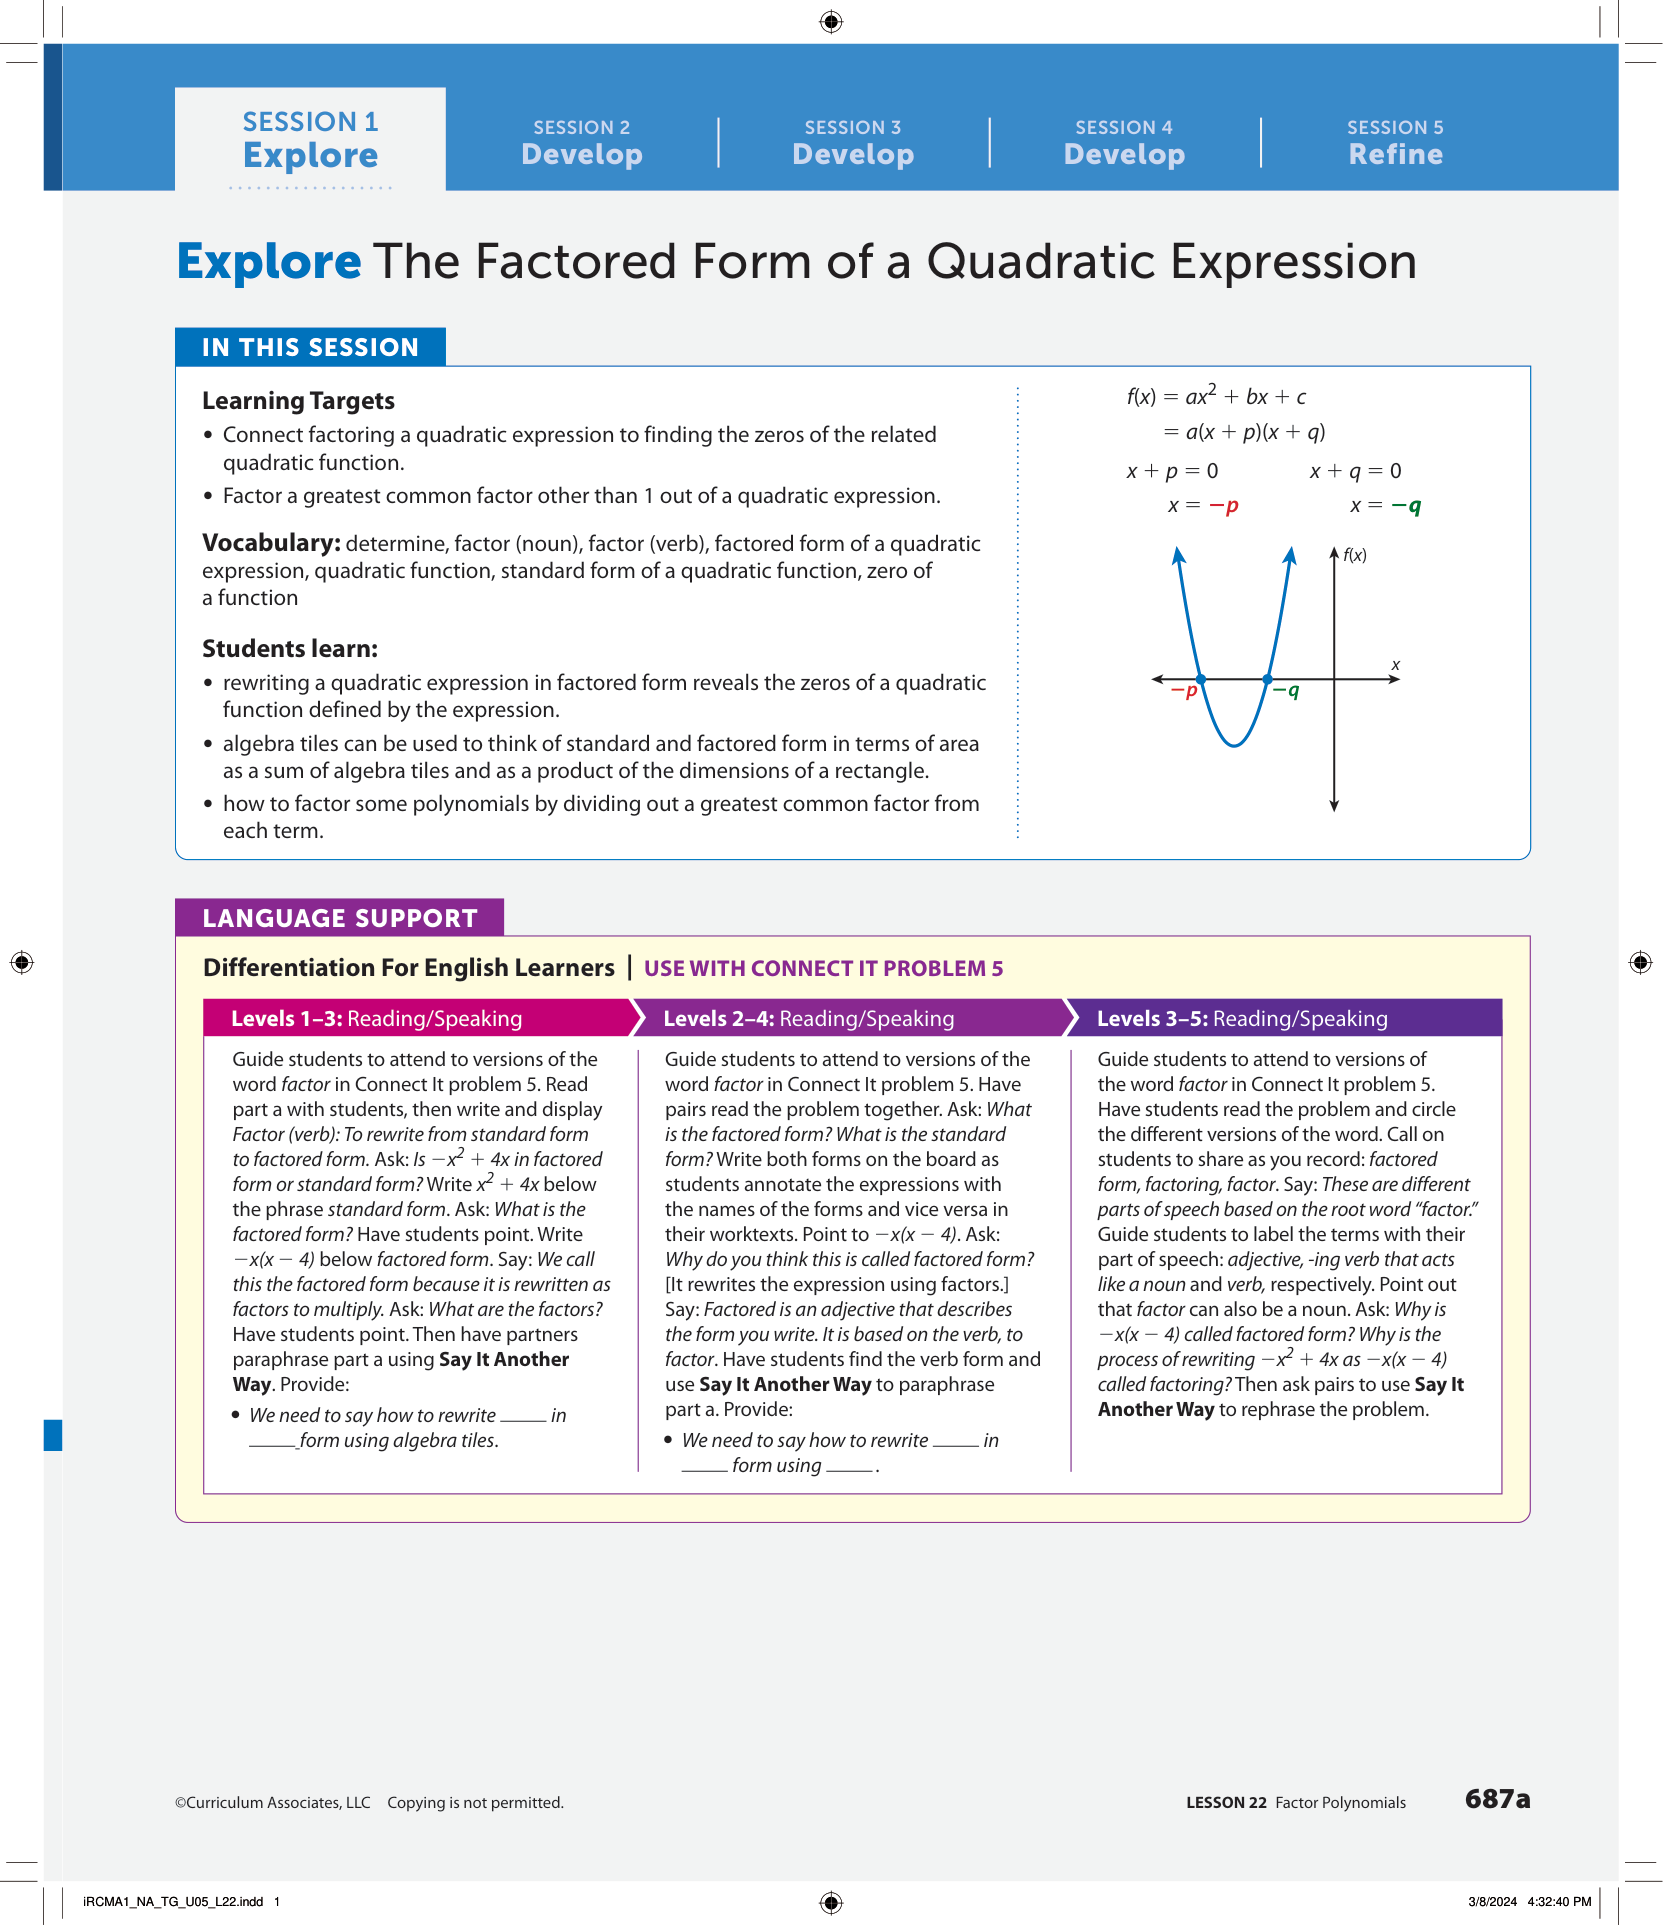 SESSION 1
Explore
SESSION 2
Develop
SESSION 3
Develop
SESSION 4
Develop
SESSION 5
Refine
Explore The Factored Form of a Quadratic Expression
IN THIS SESSION
Learning Targets
• Connect factoring a quadratic expression to finding the zeros of the related
quadratic function.
• Factor a greatest common factor other than 1 out of a quadratic expression.
Vocabulary: determine, factor (noun), factor (verb), factored form of a quadratic
expression, quadratic function, standard form of a quadratic function, zero of
a function
Students learn:
• rewriting a quadratic expression in factored form reveals the zeros of a quadratic
function defined by the expression.
• algebra tiles can be used to think of standard and factored form in terms of area
as a sum of algebra tiles and as a product of the dimensions of a rectangle.
• how to factor some polynomials by dividing out a greatest common factor from
each term.
f(x) = ax² + bx + c
= a(x + p)(x + q)
x + p = 0 x + q = 0
x = −p x = −q
f(x)
x
−p −q
LANGUAGE SUPPORT
Differentiation For English Learners | USE WITH CONNECT IT PROBLEM 5
Levels 1–3: Reading/Speaking
Guide students to attend to versions of the
word factor in Connect It problem 5. Read
part a with students, then write and display
Factor (verb): To rewrite from standard form
to factored form. Ask: Is −x² + 4x in factored
form or standard form? Write x² + 4x below
the phrase standard form. Ask: What is the
factored form? Have students point. Write
−x(x − 4) below factored form. Say: We call
this the factored form because it is rewritten as
factors to multiply. Ask: What are the factors?
Have students point. Then have partners
paraphrase part a using Say It Another
Way. Provide:
• We need to say how to rewrite _____ in
_____ form using algebra tiles.
Levels 2–4: Reading/Speaking
Guide students to attend to versions of the
word factor in Connect It problem 5. Have
pairs read the problem together. Ask: What
is the factored form? What is the standard
form? Write both forms on the board as
students annotate the expressions with
the names of the forms and vice versa in
their worktexts. Point to −x(x − 4). Ask:
Why do you think this is called factored form?
[It rewrites the expression using factors.]
Say: Factored is an adjective that describes
the form you write. It is based on the verb, to
factor. Have students find the verb form and
use Say It Another Way to paraphrase
part a. Provide:
• We need to say how to rewrite _____ in
_____ form using _____ .
Levels 3–5: Reading/Speaking
Guide students to attend to versions of
the word factor in Connect It problem 5.
Have students read the problem and circle
the different versions of the word. Call on
students to share as you record: factored
form, factoring, factor. Say: These are different
parts of speech based on the root word “factor.”
Guide students to label the terms with their
part of speech: adjective, -ing verb that acts
like a noun and verb, respectively. Point out
that factor can also be a noun. Ask: Why is
−x(x − 4) called factored form? Why is the
process of rewriting −x² + 4x as −x(x − 4)
called factoring? Then ask pairs to use Say It
Another Way to rephrase the problem.
©Curriculum Associates, LLC Copying is not permitted.
LESSON 22 Factor Polynomials 687a
iRCMA1_NA_TG_U05_L22.indd 1
3/8/2024 4:32:40 PM